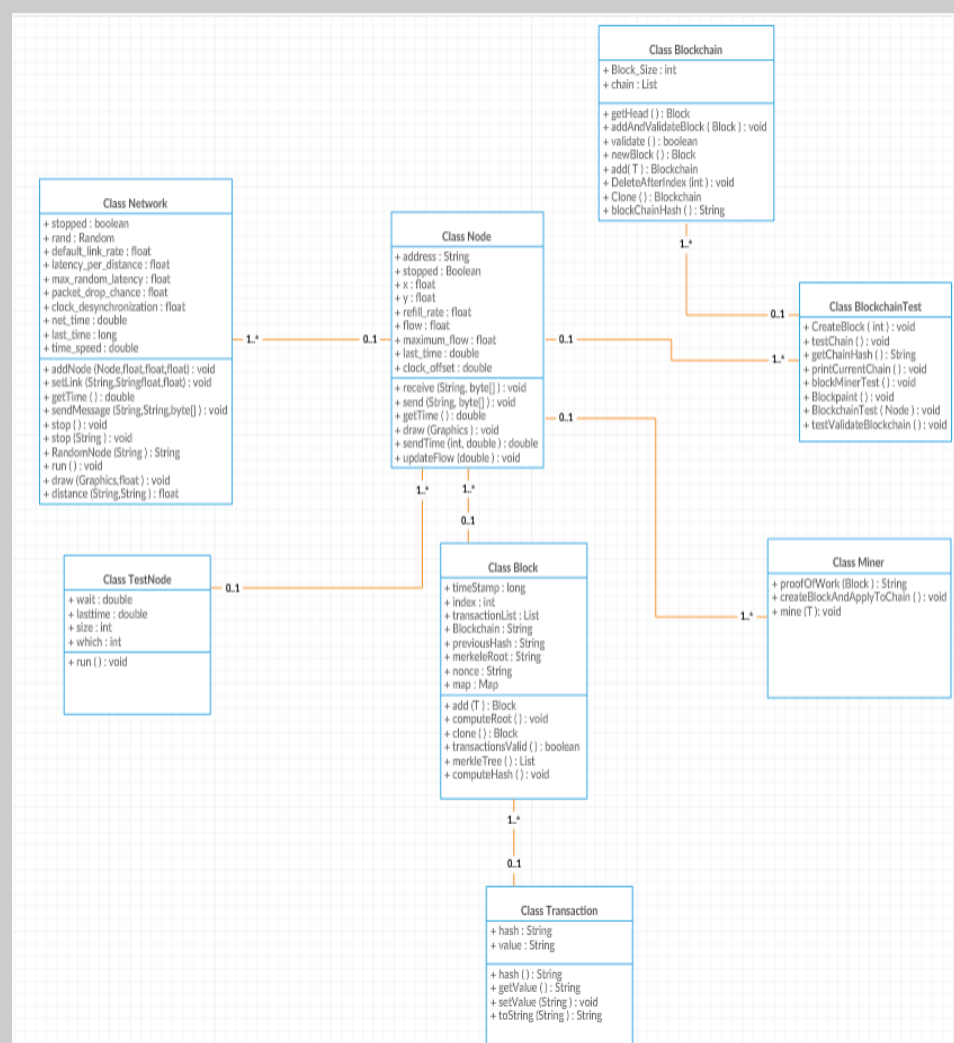 Class Blockchain
+ Block_Size : int
+ chain : List
+ getHead ( ) : Block
+ addAndValidateBlock ( Block ) : void
+ validate ( ) : boolean
+ newBlock ( ) : Block
+ add( T ) : Blockchain
+ DeleteAfterIndex (int ) : void
+ Clone ( ) : Blockchain
+ blockChainHash ( ) : String
1..*
0..1
Class Network
+ stopped : boolean
+ rand : Random
+ default_link_rate : float
+ latency_per_distance : float
+ max_random_latency : float
+ packet_drop_chance : float
+ clock_desynchronization : float
+ net_time : double
+ last_time : long
+ time_speed : double
+ addNode (Node,float,float,float) : void
+ setLink (String,Stringfloat,float) : void
+ getTime ( ) : double
+ sendMessage (String,String,byte[]) : void
+ stop ( ) : void
+ stop (String ) : void
+ RandomNode (String ) : String
+ run ( ) : void
+ draw (Graphics,float ) : void
+ distance (String,String ) : float
1..*
0..1
Class Node
+ address : String
+ stopped : Boolean
+ x : float
+ y : float
+ refill_rate : float
+ flow : float
+ maximum_flow : float
+ last_time : double
+ clock_offset : double
+ receive (String, byte[] ) : void
+ send (String, byte[] ) : void
+ getTime ( ) : double
+ draw (Graphics ) : void
+ sendTime (int, double ) : double
+ updateFlow (double ) : void
0..1
1..*
Class BlockchainTest
+ CreateBlock ( int ) : void
+ testChain ( ) : void
+ getChainHash ( ) : String
+ printCurrentChain ( ) : void
+ blockMinerTest ( ) : void
+ Blockpaint ( ) : void
+ BlockchainTest ( Node ) : void
+ testValidateBlockchain ( ) : void
0..1
1..*
Class Miner
+ proofOfWork (Block ) : String
+ createBlockAndApplyToChain ( ) : void
+ mine (T ): void
1..*
0..1
Class TestNode
+ wait : double
+ lasttime : double
+ size : int
+ which : int
+ run ( ) : void
1..*
0..1
Class Block
+ timeStamp : long
+ index : int
+ transactionList : List
+ Blockchain : String
+ previousHash : String
+ merkeleRoot : String
+ nonce : String
+ map : Map
+ add (T ) : Block
+ computeRoot ( ) : void
+ clone ( ) : Block
+ transactionsValid ( ) : boolean
+ merkleTree ( ) : List
+ computeHash ( ) : void
1..*
0..1
Class Transaction
+ hash : String
+ value : String
+ hash ( ) : String
+ getValue ( ) : String
+ setValue (String ) : void
+ toString (String ) : String